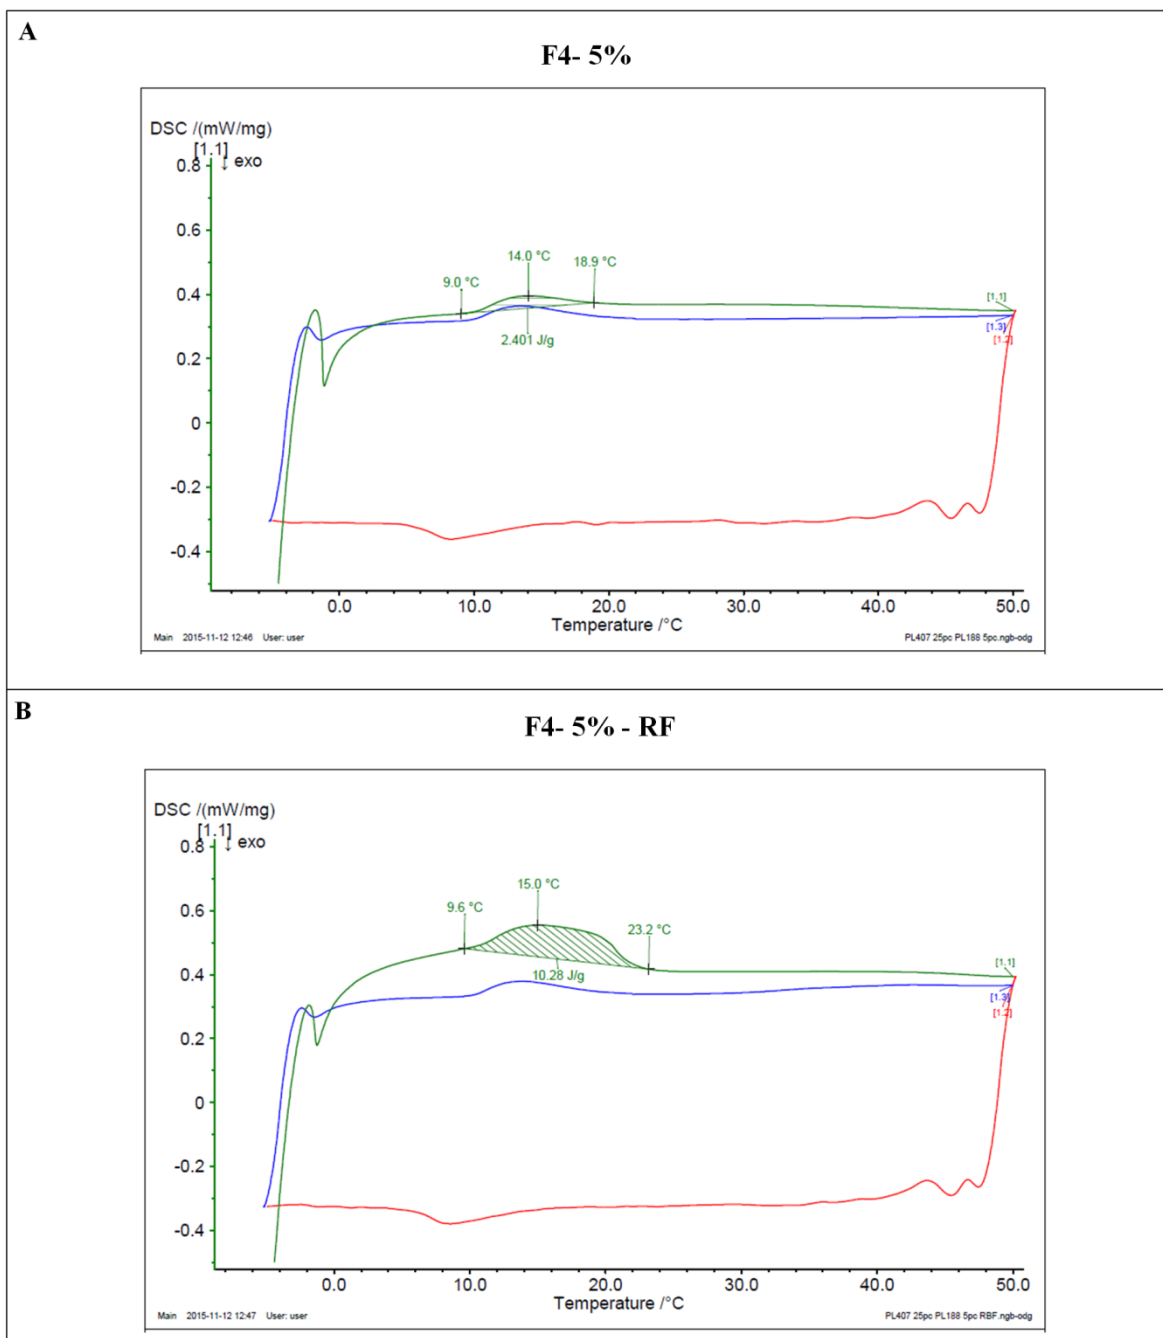 A
F4- 5%
DSC /(mW/mg)
[1.1]
↓ exo
0.8
0.6
0.4
0.2
0
-0.2
-0.4
9.0 °C
14.0 °C
18.9 °C
2.401 J/g
[1.1]
[1.3]
[1.2]
0.0 10.0 20.0 30.0 40.0 50.0
Temperature /°C
Main 2015-11-12 12:46 User: user
PL407 25pc PL188 5pc.ngb-odg
B
F4- 5% - RF
DSC /(mW/mg)
[1.1]
↓ exo
0.8
0.6
0.4
0.2
0
-0.2
-0.4
9.6 °C
15.0 °C
23.2 °C
10.28 J/g
[1.1]
[1.3]
[1.2]
0.0 10.0 20.0 30.0 40.0 50.0
Temperature /°C
Main 2015-11-12 12:47 User: user
PL407 25pc PL188 5pc RBF.ngb-odg